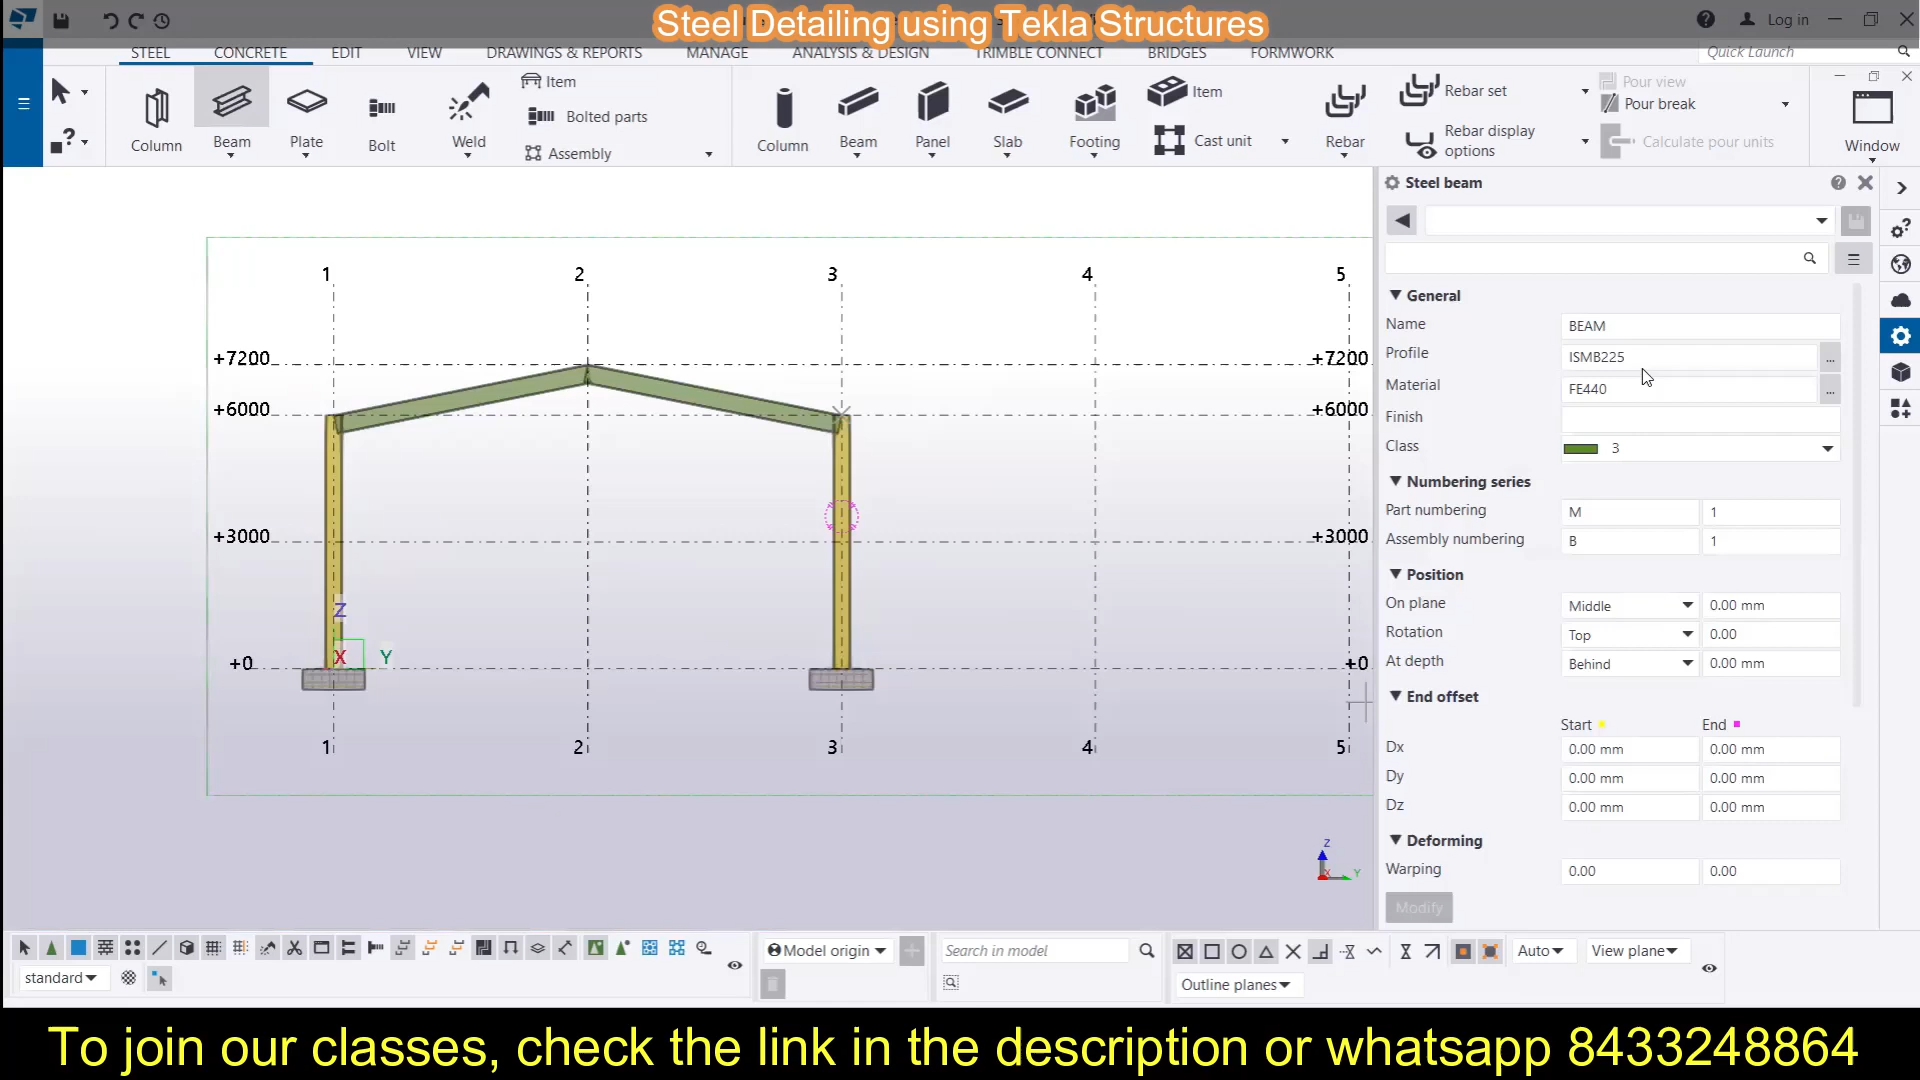 Steel Detailing using Tekla Structures
Log in
STEEL CONCRETE EDIT VIEW DRAWINGS & REPORTS MANAGE ANALYSIS & DESIGN TRIMBLE CONNECT BRIDGES FORMWORK Quick Launch
Column Beam Plate Bolt Weld
Item
Bolted parts
Assembly
Column Beam Panel Slab Footing
Item
Cast unit
Rebar
Rebar set
Rebar display options
Pour view
Pour break
Calculate pour units
Window
1 2 3 4 5
+7200 +7200
+6000 +6000
+3000 +3000
Z
X Y
+0 +0
1 2 3 4 5
Z
X Y
Steel beam
General
Name BEAM
Profile ISMB225 ...
Material FE440 ...
Finish
Class 3
Numbering series
Part numbering M 1
Assembly numbering B 1
Position
On plane Middle 0.00 mm
Rotation Top 0.00
At depth Behind 0.00 mm
End offset
Start End
Dx 0.00 mm 0.00 mm
Dy 0.00 mm 0.00 mm
Dz 0.00 mm 0.00 mm
Deforming
Warping 0.00 0.00
Modify
Model origin Search in model Auto View plane
standard Outline planes
To join our classes, check the link in the description or whatsapp 8433248864